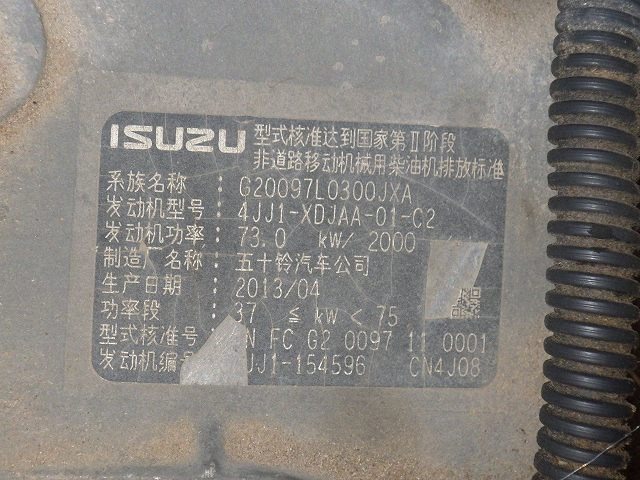 ISUZU 型式核准达到国家第Ⅱ阶段
非道路移动机械用柴油机排放标准
系族名称: G20097L0300JXA
发动机型号: 4JJ1-XDJAA-01-C2
发动机功率: 73.0 kW/ 2000
制造厂名称: 五十铃汽车公司
生产日期: 2013/04
功率段: 37 ≦ kW < 75
型式核准号 N FC G2 0097 11 0001
发动机编 JJ1-154596 CN4J08